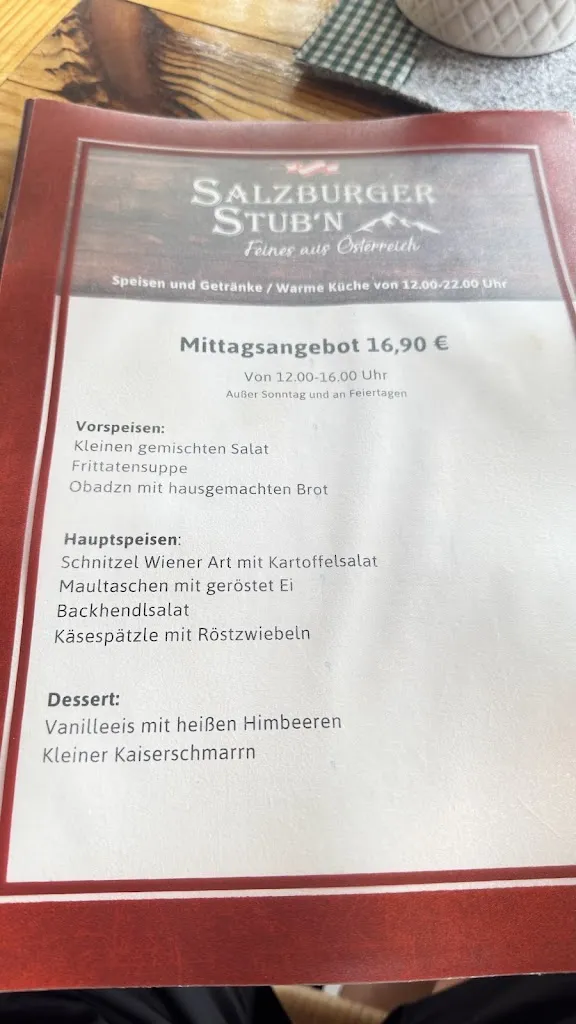 SALZBURGER
STUB'N
Feines aus Österreich
Speisen und Getränke / Warme Küche von 12.00-22.00 Uhr
Mittagsangebot 16,90 €
Von 12.00-16.00 Uhr
Außer Sonntag und an Feiertagen
Vorspeisen:
Kleinen gemischten Salat
Frittatensuppe
Obadzn mit hausgemachten Brot
Hauptspeisen:
Schnitzel Wiener Art mit Kartoffelsalat
Maultaschen mit geröstet Ei
Backhendlsalat
Käsespätzle mit Röstzwiebeln
Dessert:
Vanilleeis mit heißen Himbeeren
Kleiner Kaiserschmarrn